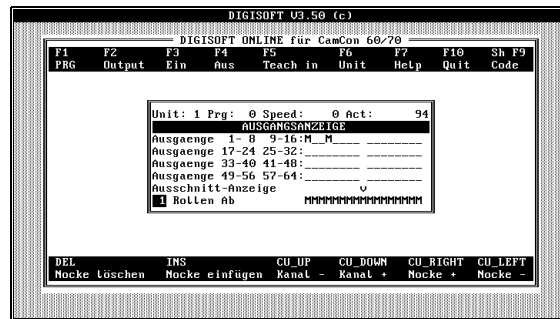 DIGISOFT V3.50 (c)
DIGISOFT ONLINE für CamCon 60/70
F1 F2 F3 F4 F5 F6 F7 F10 Sh F9
PRG Output Ein Aus Teach in Unit Help Quit Code
Unit: 1 Prg: 0 Speed: 0 Act: 94
AUSGANGSANZEIGE
Ausgaenge 1- 8 9-16:M__M____ ________
Ausgaenge 17-24 25-32:________ ________
Ausgaenge 33-40 41-48:________ ________
Ausgaenge 49-56 57-64:________ ________
Ausschnitt-Anzeige v
1 Rollen Ab MMMMMMMMMMMMMMMMM
DEL INS CU_UP CU_DOWN CU_RIGHT CU_LEFT
Nocke löschen Nocke einfügen Kanal - Kanal + Nocke + Nocke -